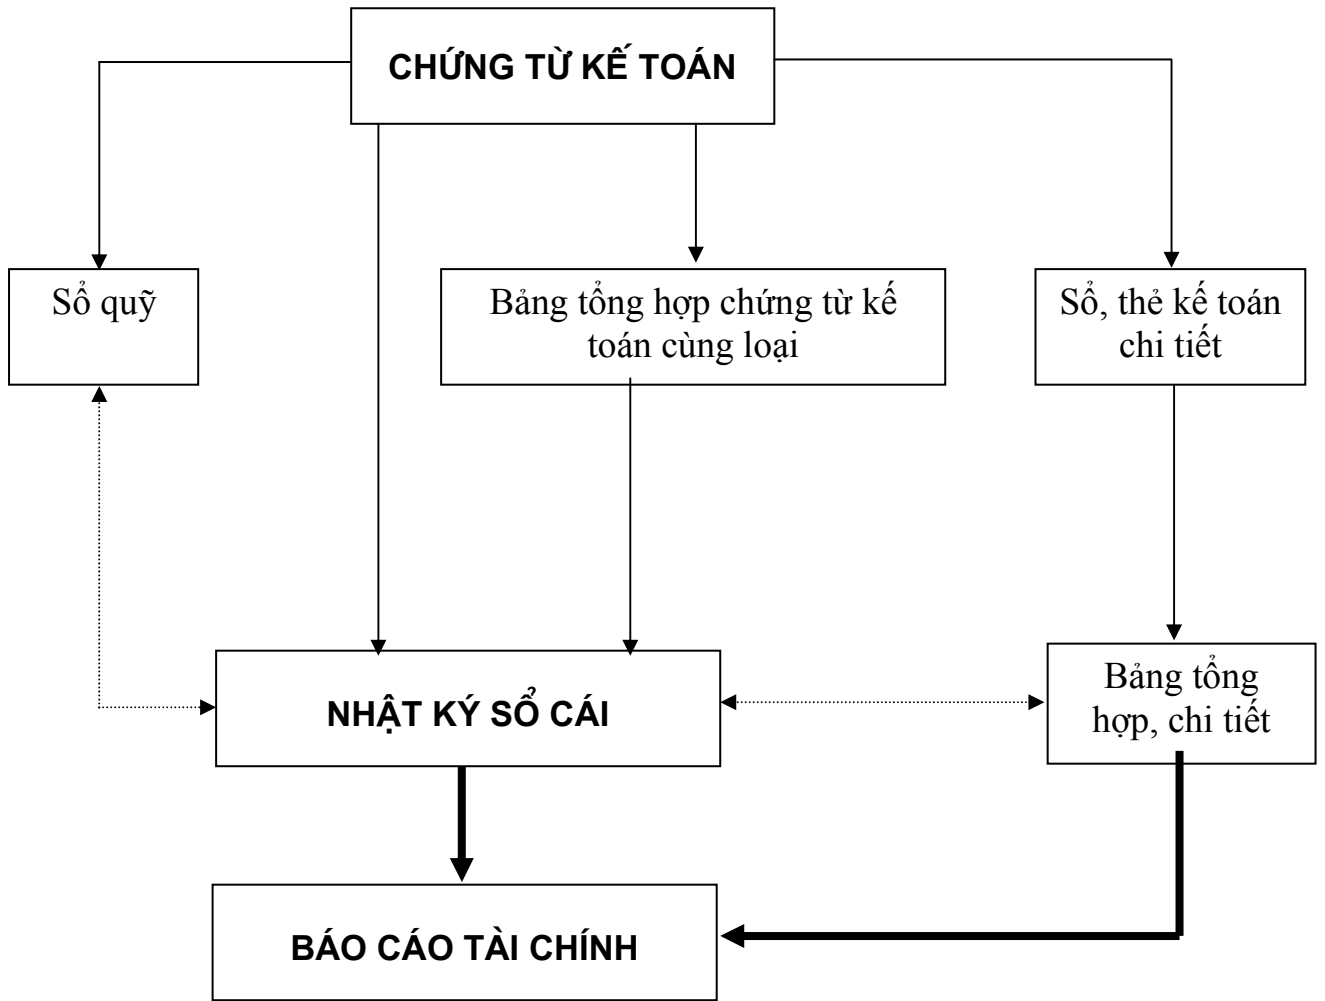 CHỨNG TỪ KẾ TOÁN
Sổ quỹ
Bảng tổng hợp chứng từ kế
toán cùng loại
Sổ, thẻ kế toán
chi tiết
NHẬT KÝ SỔ CÁI
Bảng tổng
hợp, chi tiết
BÁO CÁO TÀI CHÍNH